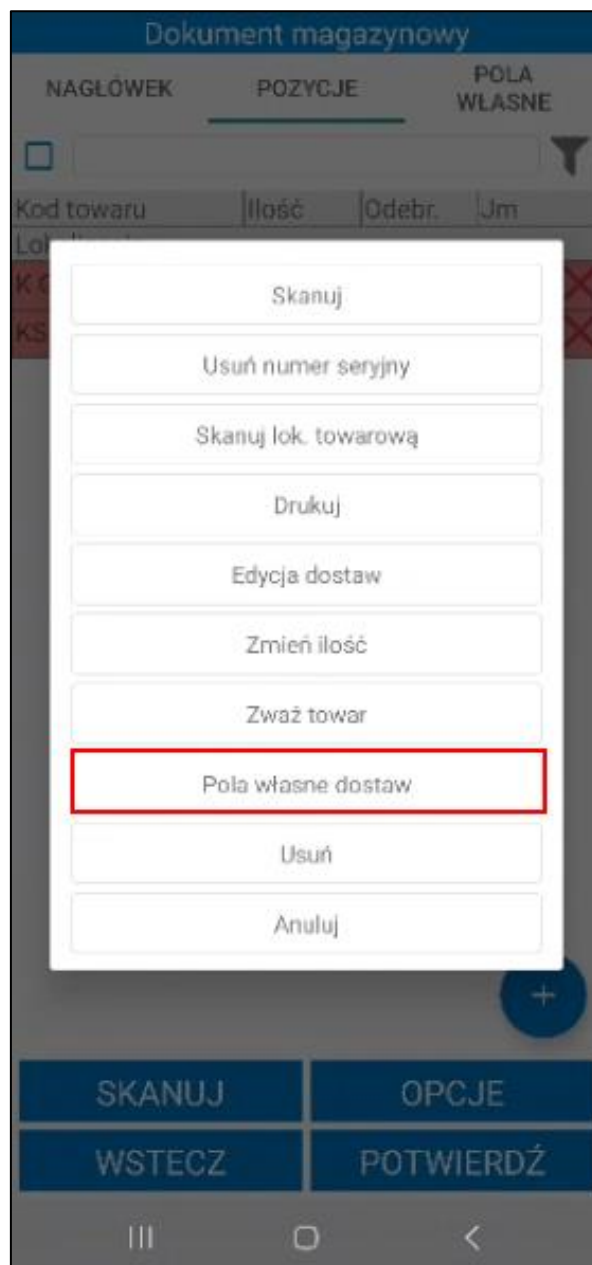 Dokument magazynowy
NAGŁÓWEK POZYCJE POLA WŁASNE
Kod towaru Ilość Odebr. Jm
Skanuj
Usuń numer seryjny
Skanuj lok. towarową
Drukuj
Edycja dostaw
Zmień ilość
Zważ towar
Pola własne dostaw
Usuń
Anuluj
+
SKANUJ OPCJE
WSTECZ POTWIERDŹ